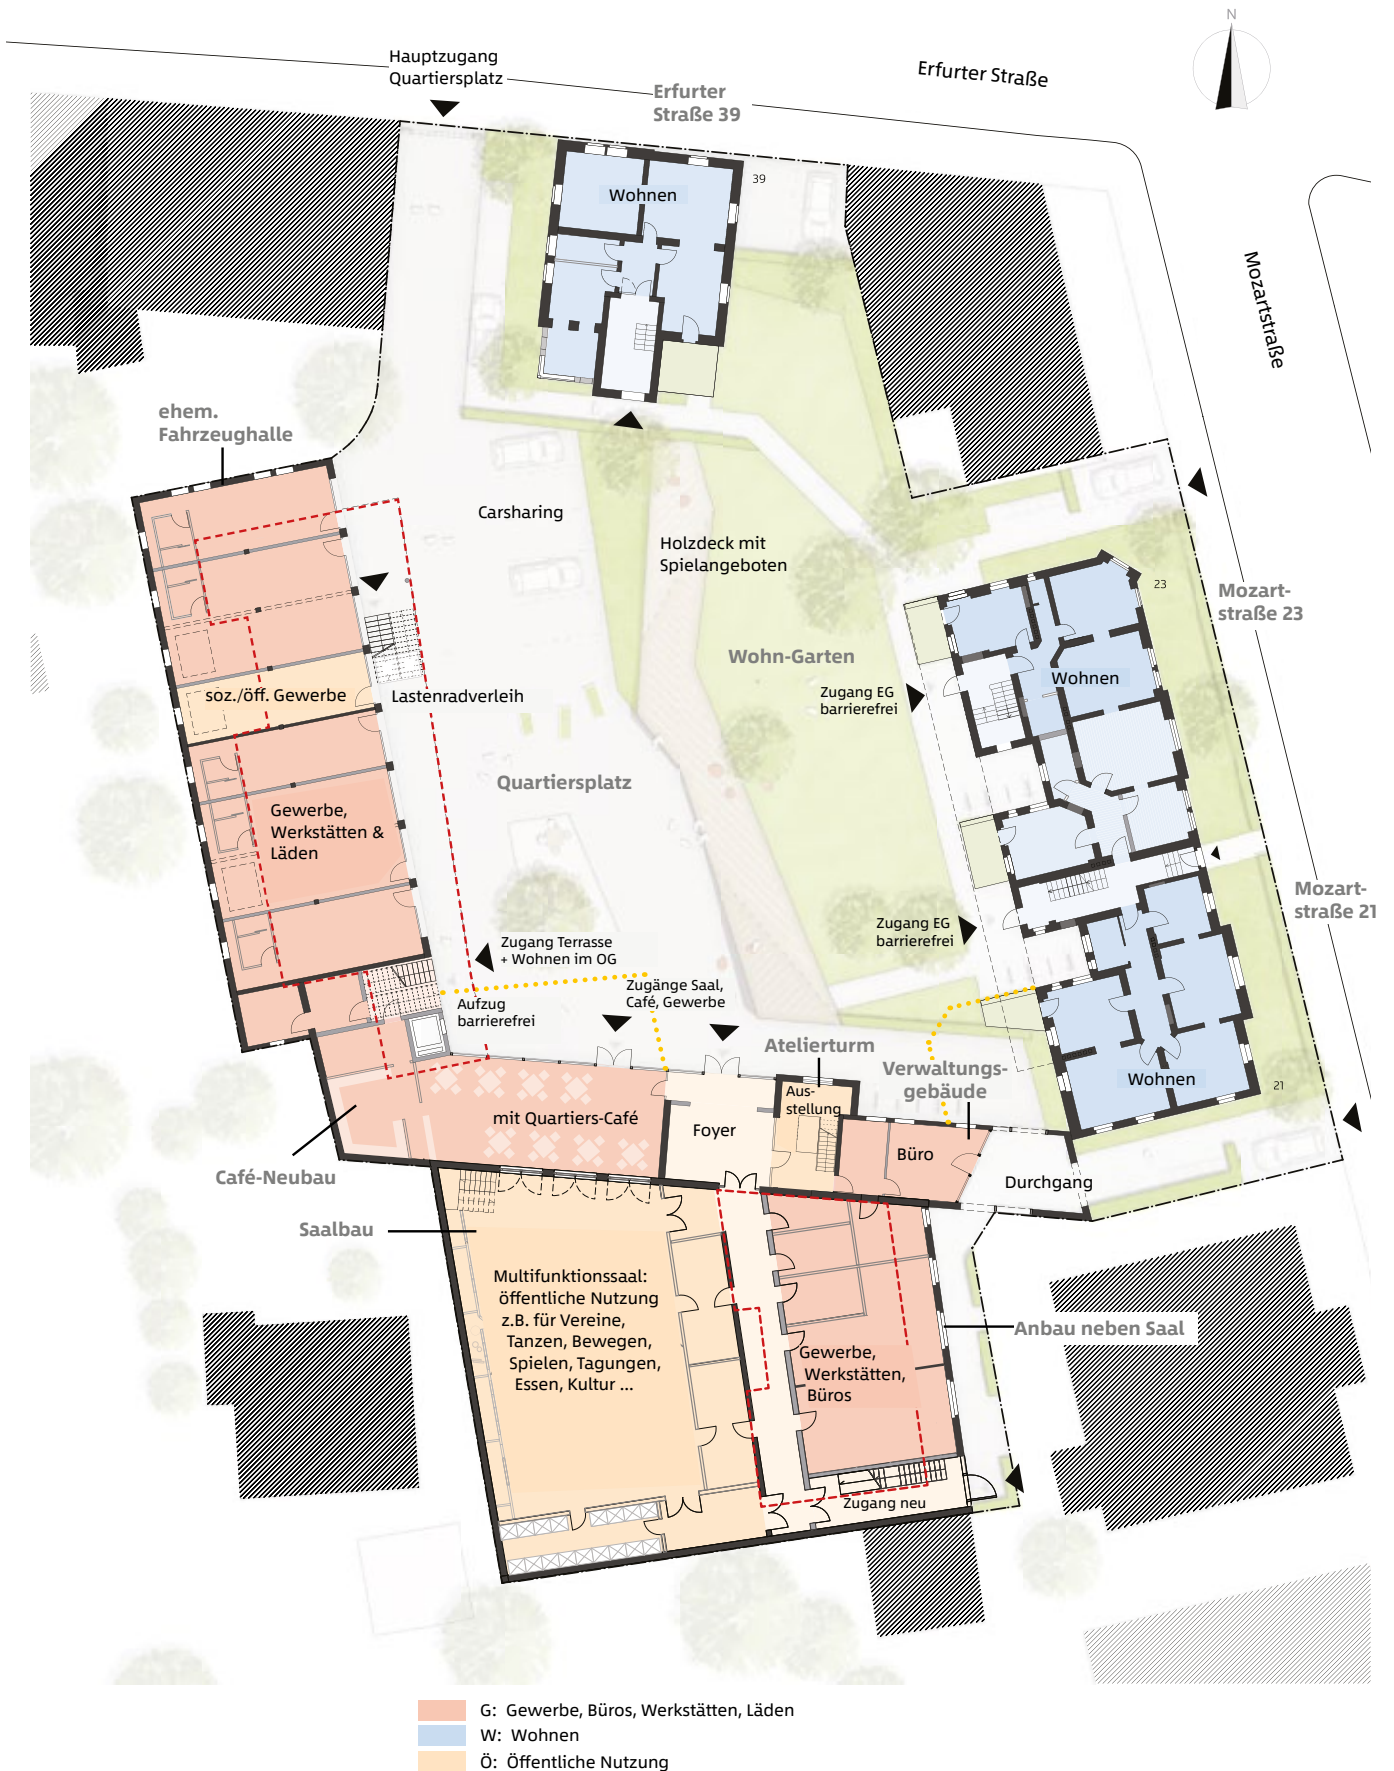 N
Hauptzugang
Quartiersplatz
Erfurter Straße
Erfurter
Straße 39
39
Wohnen
Mozartstraße
ehem.
Fahrzeughalle
Carsharing
Holzdeck mit
Spielangeboten
23
Mozart-
straße 23
Wohn-Garten
Wohnen
soz./öff. Gewerbe
Lastenradverleih
Zugang EG
barrierefrei
Quartiersplatz
Gewerbe,
Werkstätten &
Läden
Mozart-
straße 21
Zugang EG
barrierefrei
Zugang Terrasse
+ Wohnen im OG
Zugänge Saal,
Café, Gewerbe
Aufzug
barrierefrei
Atelierturm
Verwaltungs-
gebäude
Wohnen
21
Aus-
stellung
mit Quartiers-Café
Foyer
Büro
Café-Neubau
Durchgang
Saalbau
Multifunktionssaal:
öffentliche Nutzung
z.B. für Vereine,
Tanzen, Bewegen,
Spielen, Tagungen,
Essen, Kultur ...
Anbau neben Saal
Gewerbe,
Werkstätten,
Büros
Zugang neu
G: Gewerbe, Büros, Werkstätten, Läden
W: Wohnen
Ö: Öffentliche Nutzung